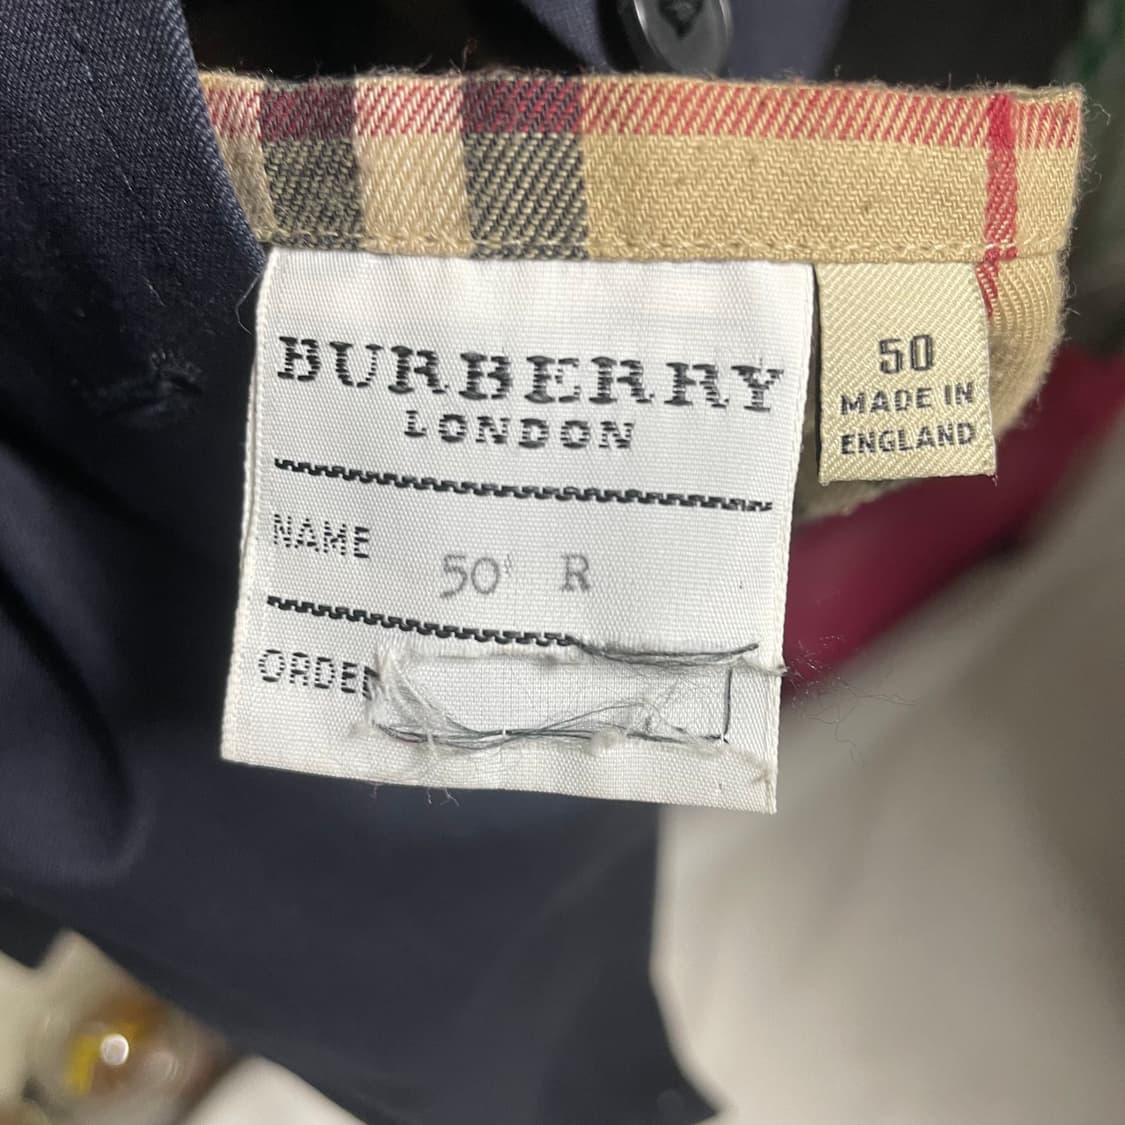 BURBERRY
LONDON
NAME
50 R
ORDER
50
MADE IN
ENGLAND